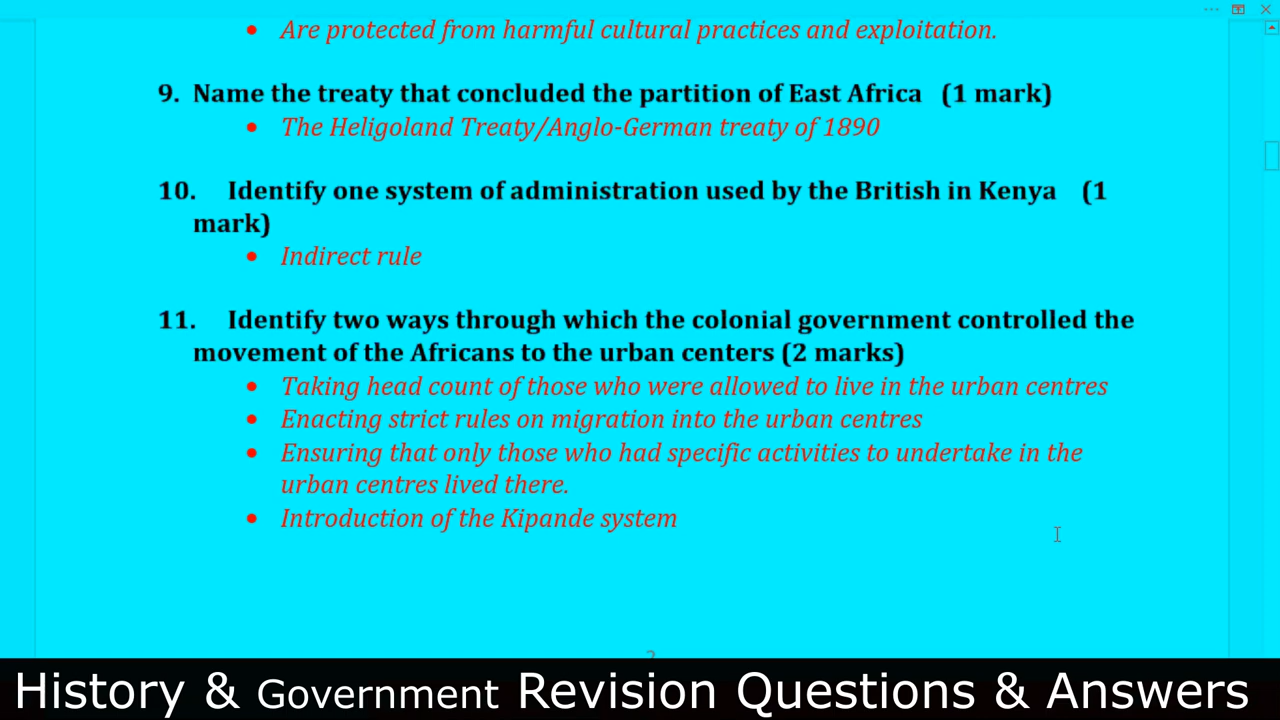 • Are protected from harmful cultural practices and exploitation.
9. Name the treaty that concluded the partition of East Africa (1 mark)
• The Heligoland Treaty/Anglo-German treaty of 1890
10. Identify one system of administration used by the British in Kenya (1
mark)
• Indirect rule
11. Identify two ways through which the colonial government controlled the
movement of the Africans to the urban centers (2 marks)
• Taking head count of those who were allowed to live in the urban centres
• Enacting strict rules on migration into the urban centres
• Ensuring that only those who had specific activities to undertake in the
urban centres lived there.
• Introduction of the Kipande system
History & Government Revision Questions & Answers